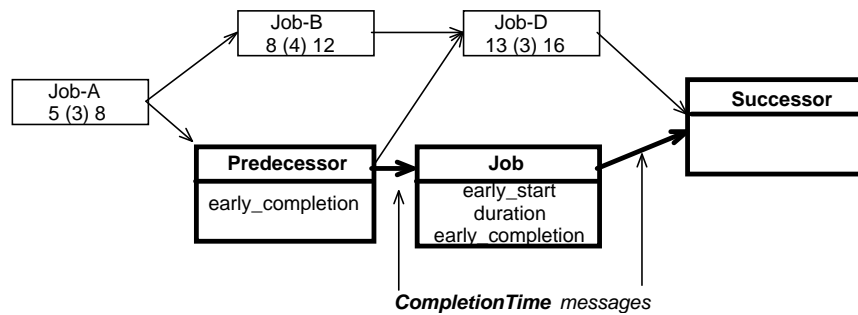 Job-B
8 (4) 12
Job-D
13 (3) 16
Job-A
5 (3) 8
Successor
Predecessor
early_completion
Job
early_start
duration
early_completion
CompletionTime messages